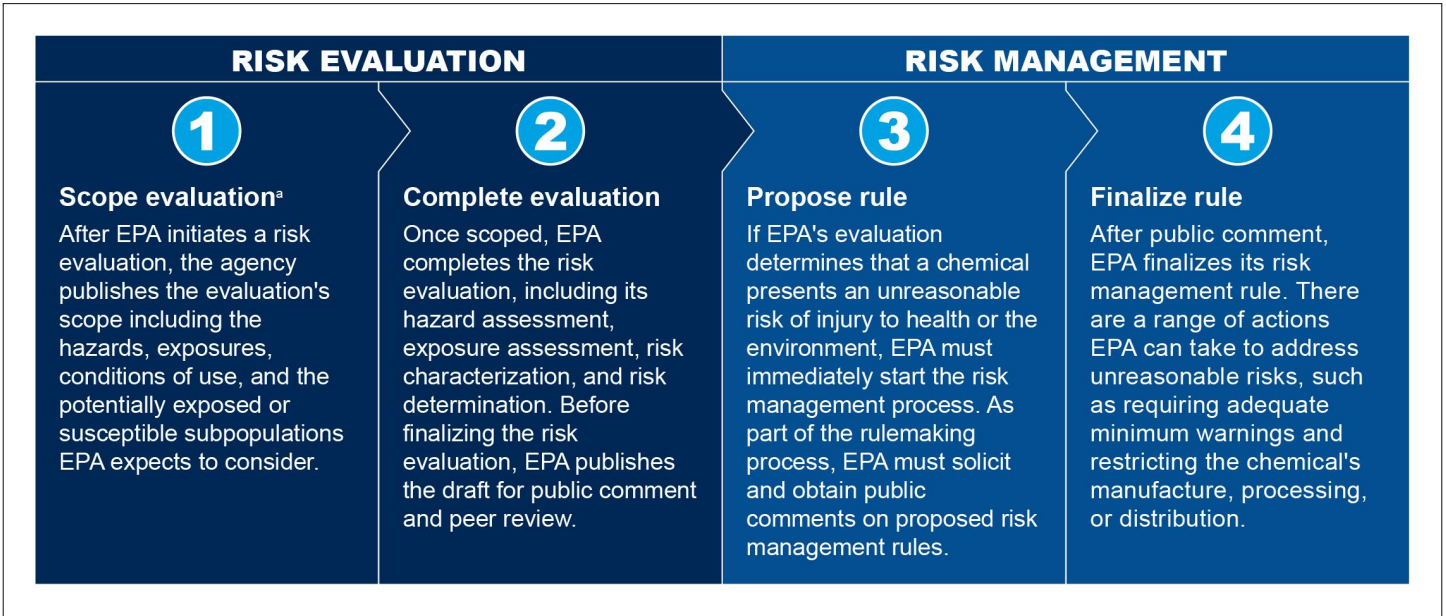 RISK EVALUATION
RISK MANAGEMENT
1
Scope evaluationᵃ
After EPA initiates a risk
evaluation, the agency
publishes the evaluation's
scope including the
hazards, exposures,
conditions of use, and the
potentially exposed or
susceptible subpopulations
EPA expects to consider.
2
Complete evaluation
Once scoped, EPA
completes the risk
evaluation, including its
hazard assessment,
exposure assessment, risk
characterization, and risk
determination. Before
finalizing the risk
evaluation, EPA publishes
the draft for public comment
and peer review.
3
Propose rule
If EPA's evaluation
determines that a chemical
presents an unreasonable
risk of injury to health or the
environment, EPA must
immediately start the risk
management process. As
part of the rulemaking
process, EPA must solicit
and obtain public
comments on proposed risk
management rules.
4
Finalize rule
After public comment,
EPA finalizes its risk
management rule. There
are a range of actions
EPA can take to address
unreasonable risks, such
as requiring adequate
minimum warnings and
restricting the chemical's
manufacture, processing,
or distribution.